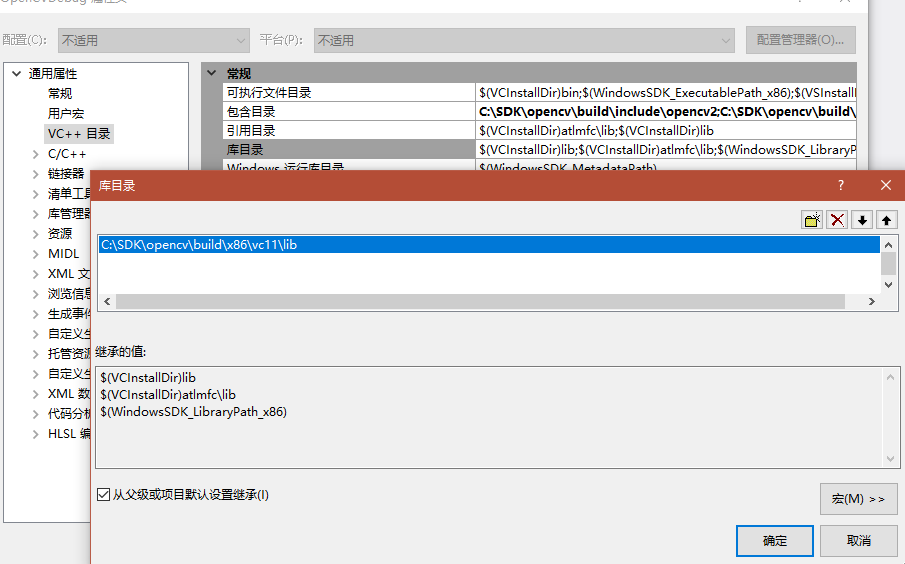 OpenCVDebug 属性页
配置(C): 不适用 平台(P): 不适用 配置管理器(O)...
通用属性
常规
用户宏
VC++ 目录
C/C++
链接器
清单工具
库管理器
资源
MIDL
XML 文
浏览信息
生成事件
自定义生
托管资源
自定义生
XML 数
代码分析
HLSL 编
常规
可执行文件目录 $(VCInstallDir)bin;$(WindowsSDK_ExecutablePath_x86);$(VSInstall
包含目录 C:\SDK\opencv\build\include\opencv2;C:\SDK\opencv\build\
引用目录 $(VCInstallDir)atlmfc\lib;$(VCInstallDir)lib
库目录 $(VCInstallDir)lib;$(VCInstallDir)atlmfc\lib;$(WindowsSDK_LibraryP
Windows 运行库目录 $(WindowsSDK_MetadataPath)
库目录
C:\SDK\opencv\build\x86\vc11\lib
继承的值:
$(VCInstallDir)lib
$(VCInstallDir)atlmfc\lib
$(WindowsSDK_LibraryPath_x86)
从父级或项目默认设置继承(I)
宏(M) >>
确定 取消